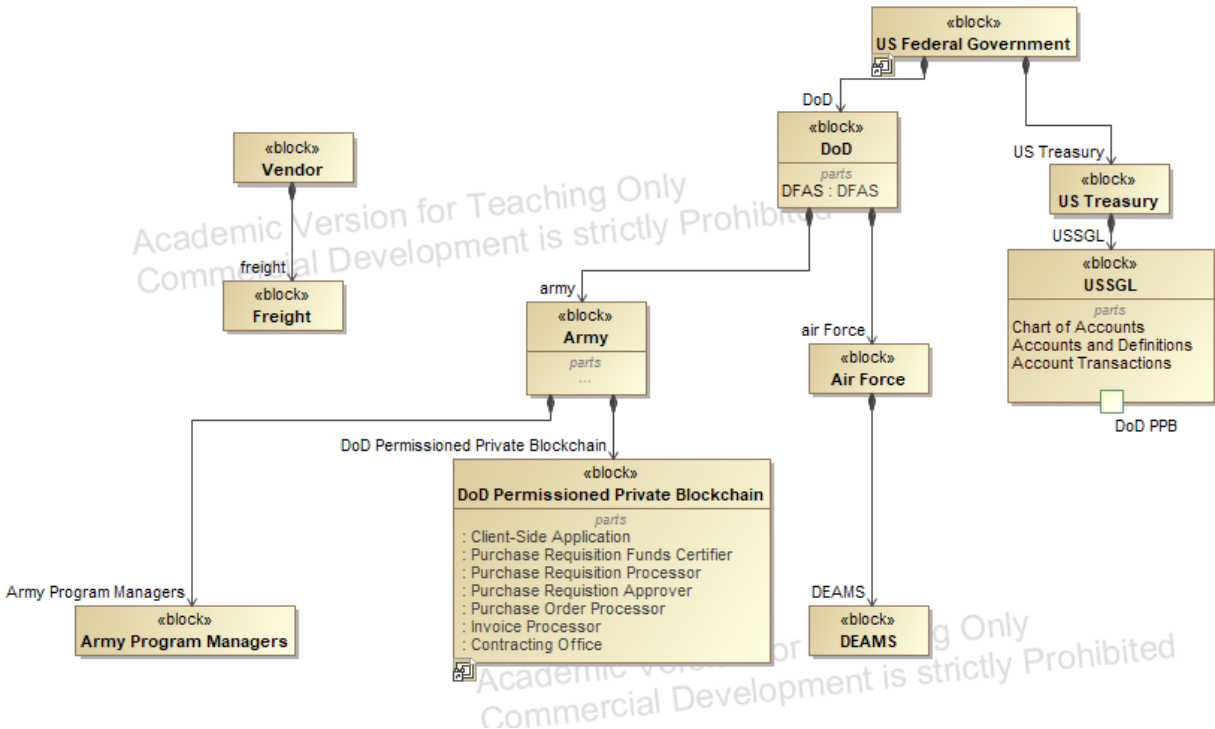 «block»
US Federal Government
DoD
«block»
DoD
parts
DFAS : DFAS
US Treasury
«block»
US Treasury
USSGL
«block»
USSGL
parts
Chart of Accounts
Accounts and Definitions
Account Transactions
DoD PPB
«block»
Vendor
freight
«block»
Freight
Academic Version for Teaching Only
Commercial Development is strictly Prohibited
army
«block»
Army
parts
...
air Force
«block»
Air Force
DoD Permissioned Private Blockchain
«block»
DoD Permissioned Private Blockchain
parts
: Client-Side Application
: Purchase Requisition Funds Certifier
: Purchase Requisition Processor
: Purchase Requistion Approver
: Purchase Order Processor
: Invoice Processor
: Contracting Office
Army Program Managers
«block»
Army Program Managers
DEAMS
«block»
DEAMS
Academic Version for Teaching Only
Commercial Development is strictly Prohibited